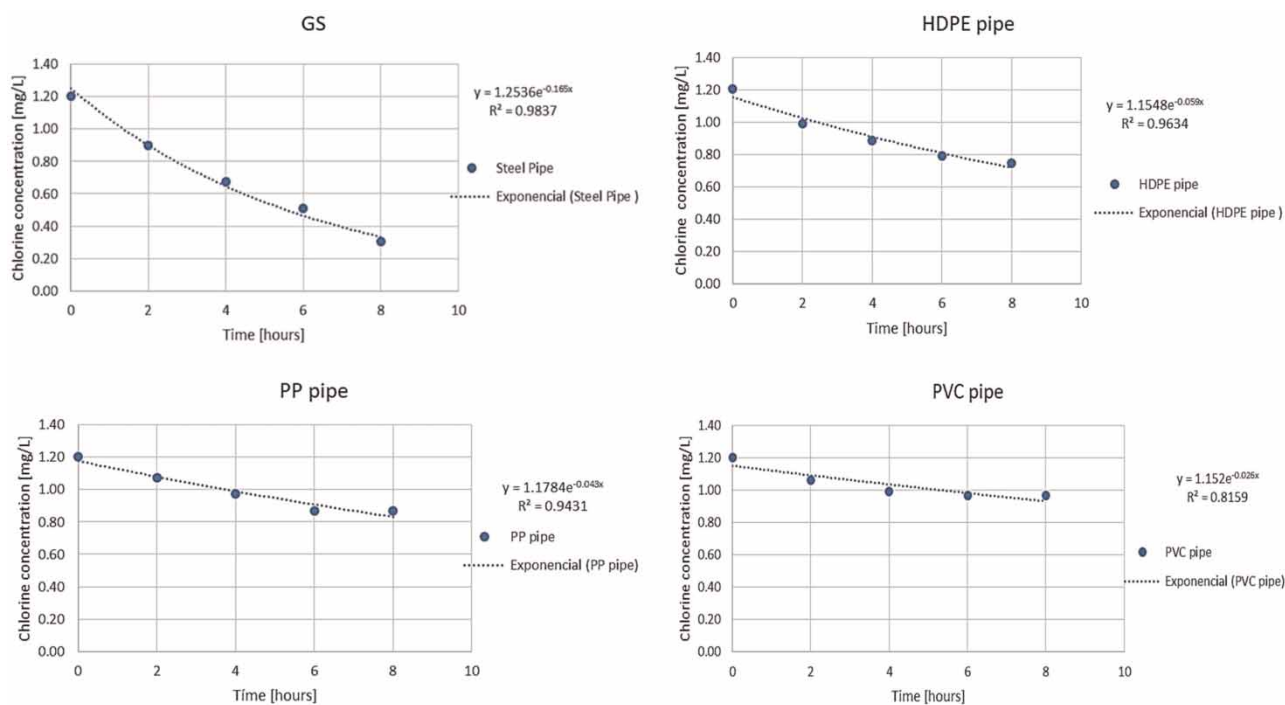 GS
1.40
1.20
1.00
0.80
0.60
0.40
0.20
0.00
Chlorine concentration [mg/L]
0 2 4 6 8 10
Time [hours]
y = 1.2536e^-0.165x
R² = 0.9837
Steel Pipe
Exponencial (Steel Pipe )
HDPE pipe
1.40
1.20
1.00
0.80
0.60
0.40
0.20
0.00
Chlorine concentration [mg/L]
0 2 4 6 8 10
Time [hours]
y = 1.1548e^-0.059x
R² = 0.9634
HDPE pipe
Exponencial (HDPE pipe )
PP pipe
1.40
1.20
1.00
0.80
0.60
0.40
0.20
0.00
Chlorine concentration [mg/L]
0 2 4 6 8 10
Tíme [hours]
y = 1.1784e^-0.043x
R² = 0.9431
PP pipe
Exponencial (PP pipe)
PVC pipe
1.40
1.20
1.00
0.80
0.60
0.40
0.20
0.00
Chlorine concentration [mg/L]
0 2 4 6 8 10
Time [hours]
y = 1.152e^-0.026x
R² = 0.8159
PVC pipe
Exponencial (PVC pipe)